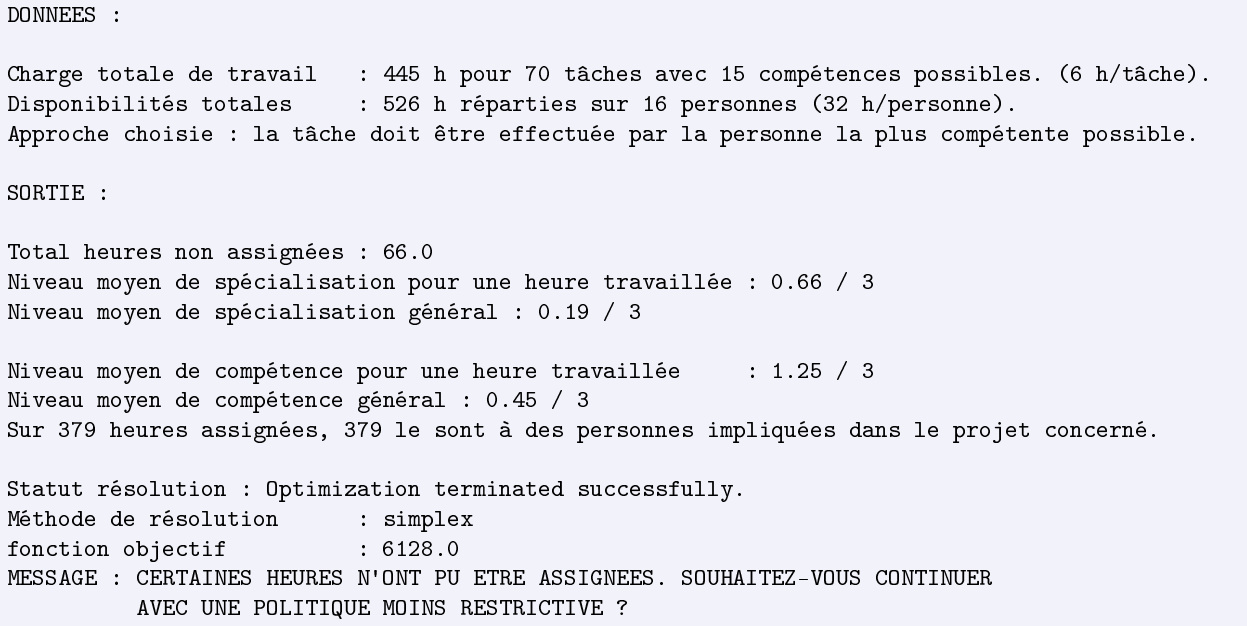 DONNEES :
Charge totale de travail   : 445 h pour 70 tâches avec 15 compétences possibles. (6 h/tâche).
Disponibilités totales     : 526 h réparties sur 16 personnes (32 h/personne).
Approche choisie : la tâche doit être effectuée par la personne la plus compétente possible.
SORTIE :
Total heures non assignées : 66.0
Niveau moyen de spécialisation pour une heure travaillée : 0.66 / 3
Niveau moyen de spécialisation général : 0.19 / 3
Niveau moyen de compétence pour une heure travaillée     : 1.25 / 3
Niveau moyen de compétence général : 0.45 / 3
Sur 379 heures assignées, 379 le sont à des personnes impliquées dans le projet concerné.
Statut résolution : Optimization terminated successfully.
Méthode de résolution      : simplex
fonction objectif          : 6128.0
MESSAGE : CERTAINES HEURES N'ONT PU ETRE ASSIGNEES. SOUHAITEZ-VOUS CONTINUER
          AVEC UNE POLITIQUE MOINS RESTRICTIVE ?